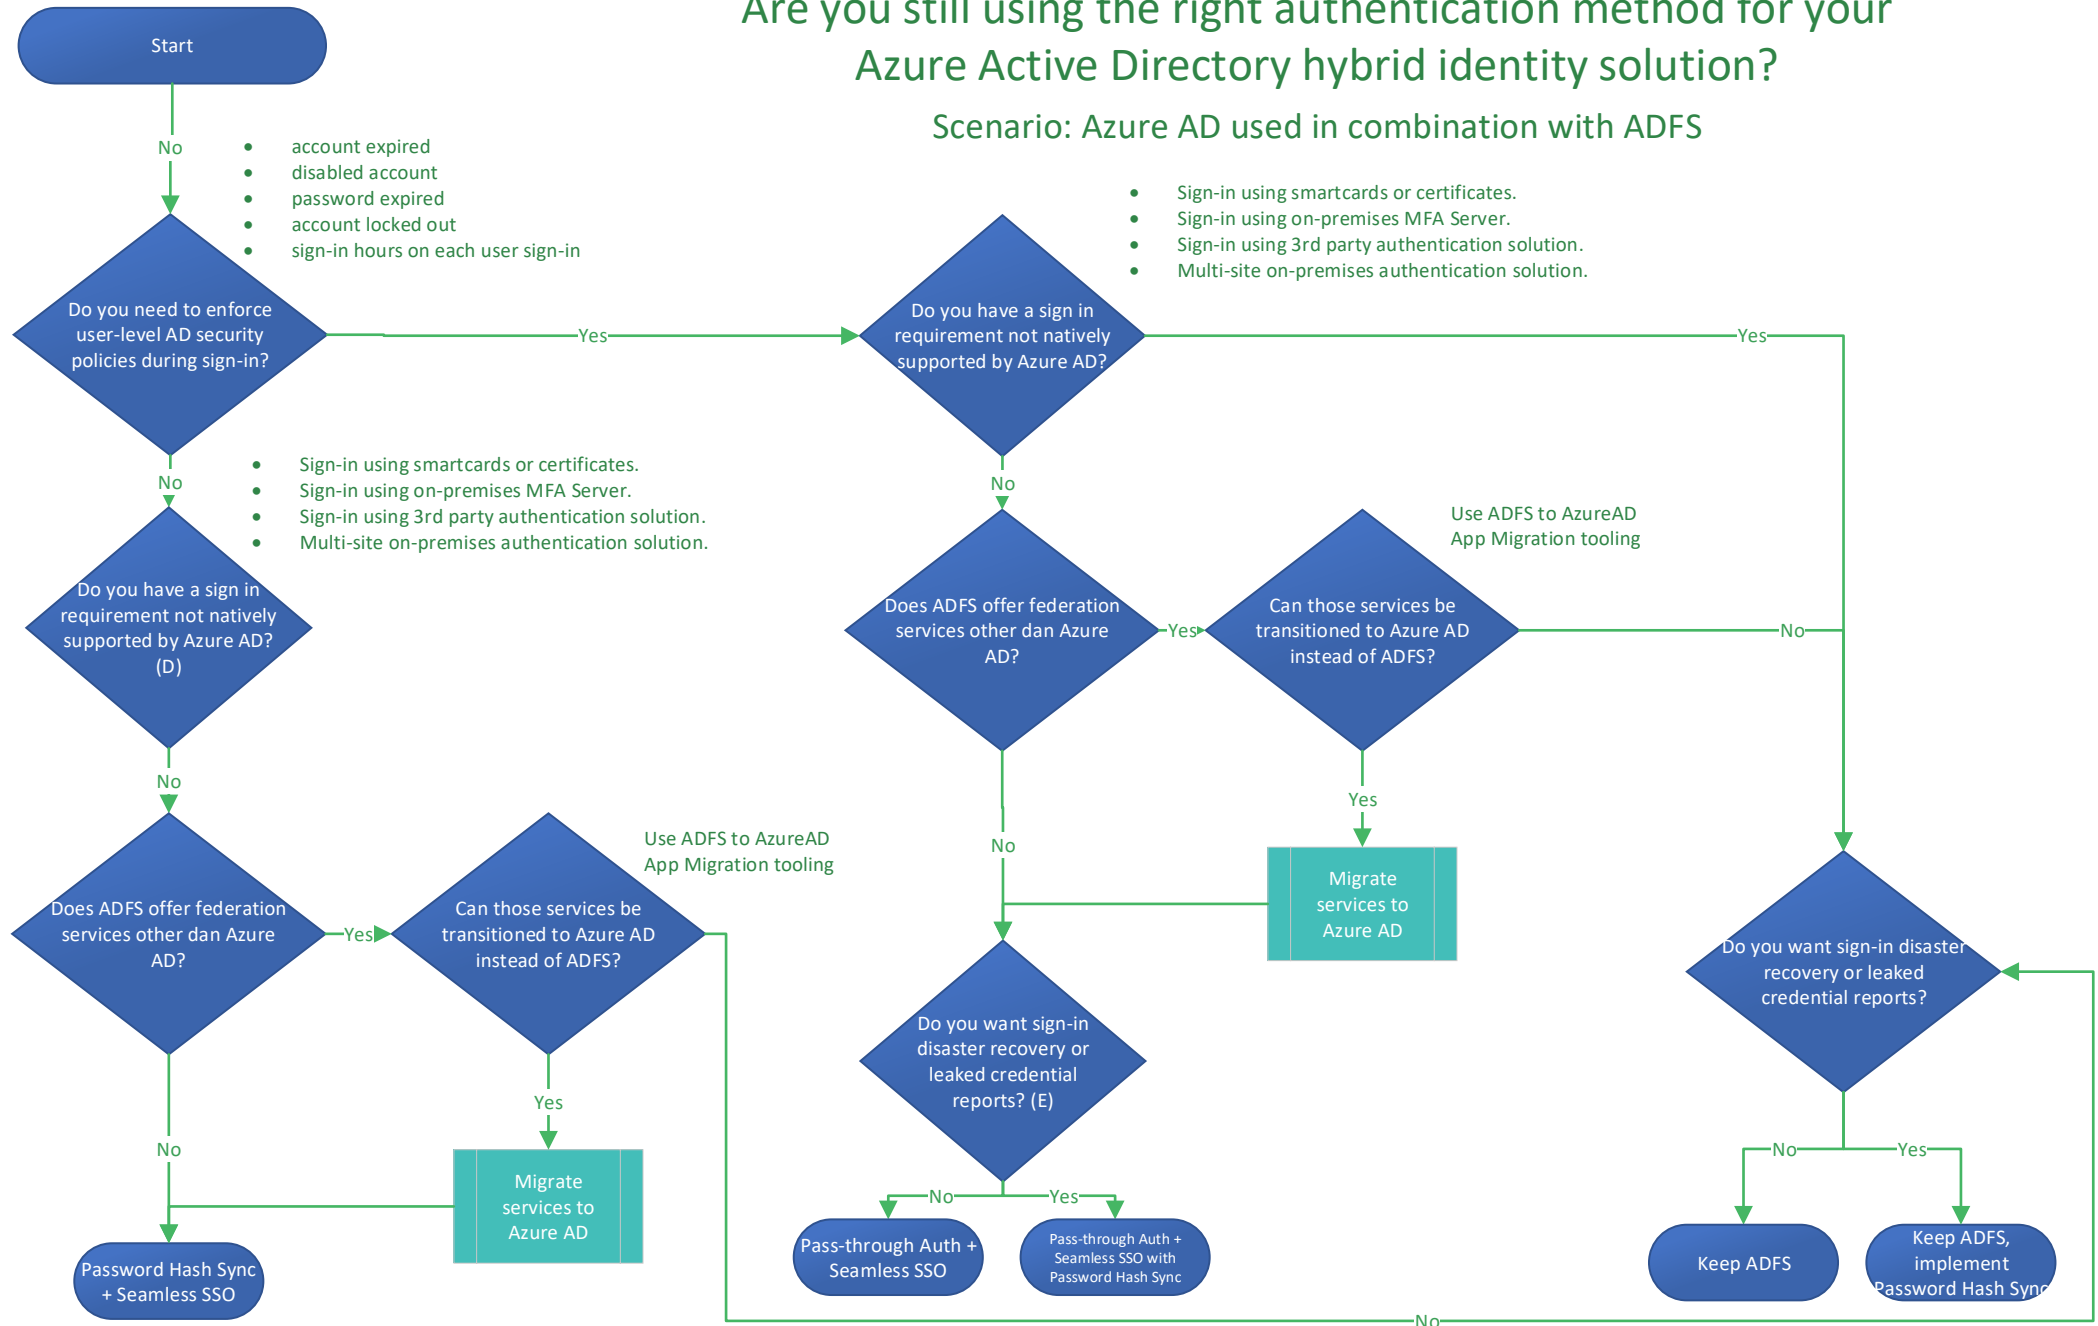 Are you still using the right authentication method for your
Azure Active Directory hybrid identity solution?
Scenario: Azure AD used in combination with ADFS
Start
No
• account expired
• disabled account
• password expired
• account locked out
• sign-in hours on each user sign-in
Do you need to enforce
user-level AD security
policies during sign-in?
Yes
• Sign-in using smartcards or certificates.
• Sign-in using on-premises MFA Server.
• Sign-in using 3rd party authentication solution.
• Multi-site on-premises authentication solution.
Do you have a sign in
requirement not natively
supported by Azure AD?
Yes
No
• Sign-in using smartcards or certificates.
• Sign-in using on-premises MFA Server.
• Sign-in using 3rd party authentication solution.
• Multi-site on-premises authentication solution.
Do you have a sign in
requirement not natively
supported by Azure AD?
(D)
No
No
Does ADFS offer federation
services other dan Azure
AD?
Yes
Use ADFS to AzureAD
App Migration tooling
Can those services be
transitioned to Azure AD
instead of ADFS?
No
Yes
Migrate
services to
Azure AD
No
Does ADFS offer federation
services other dan Azure
AD?
Yes
Use ADFS to AzureAD
App Migration tooling
Can those services be
transitioned to Azure AD
instead of ADFS?
Yes
Migrate
services to
Azure AD
No
Password Hash Sync
+ Seamless SSO
Do you want sign-in
disaster recovery or
leaked credential
reports? (E)
No
Yes
Pass-through Auth +
Seamless SSO
Pass-through Auth +
Seamless SSO with
Password Hash Sync
Do you want sign-in disaster
recovery or leaked
credential reports?
No
Yes
Keep ADFS
Keep ADFS,
implement
Password Hash Sync
No